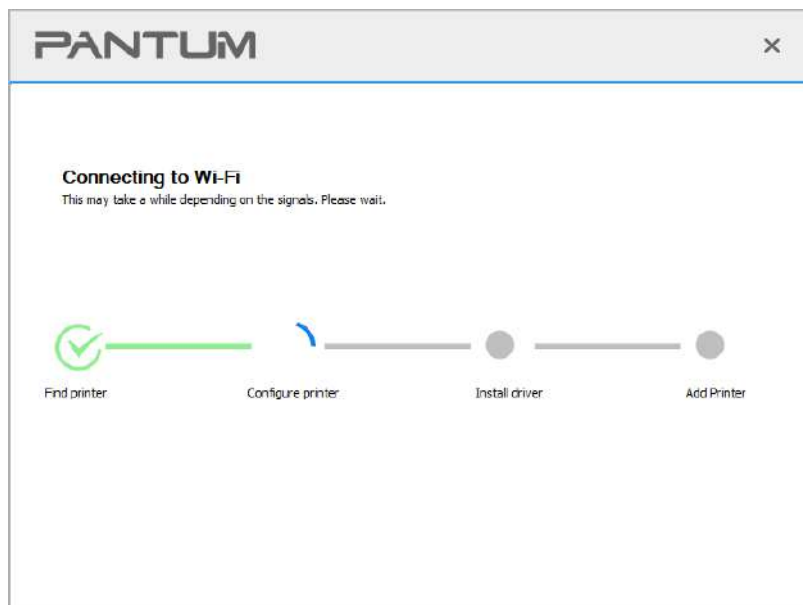 PANTUM
Connecting to Wi-Fi
This may take a while depending on the signals. Please wait.
Find printer
Configure printer
Install driver
Add Printer